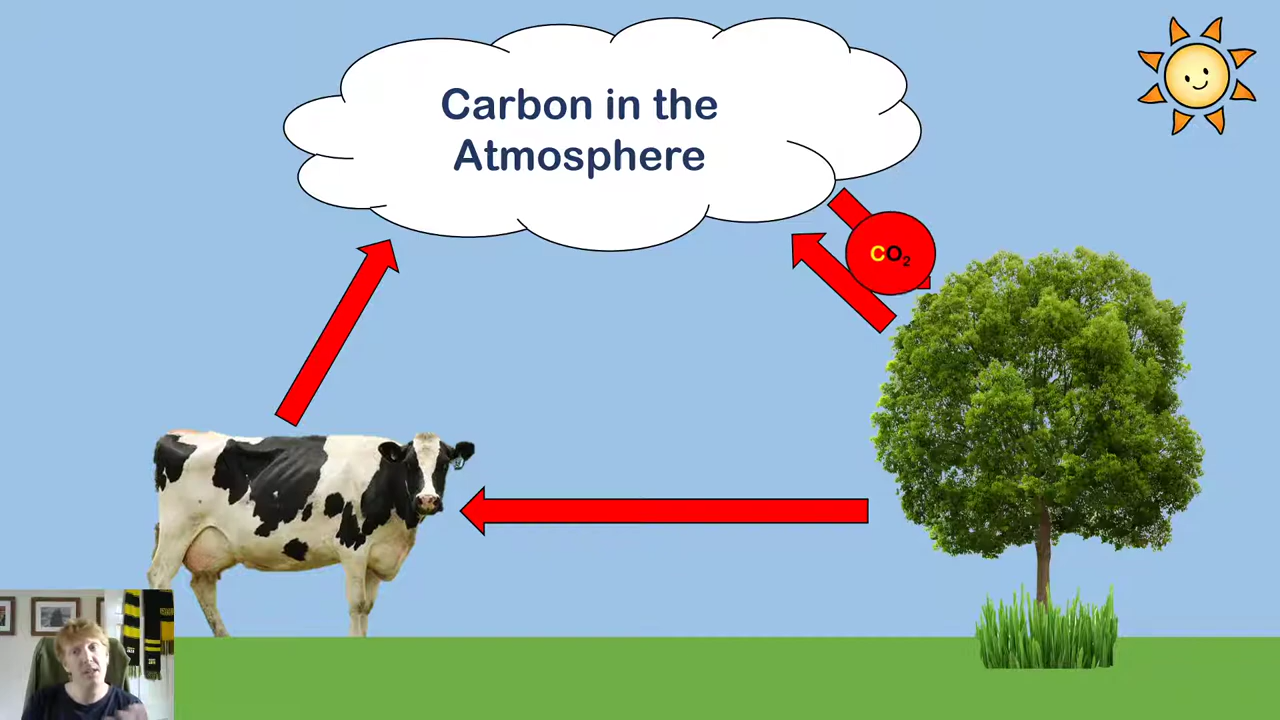 Carbon in the
Atmosphere
CO₂